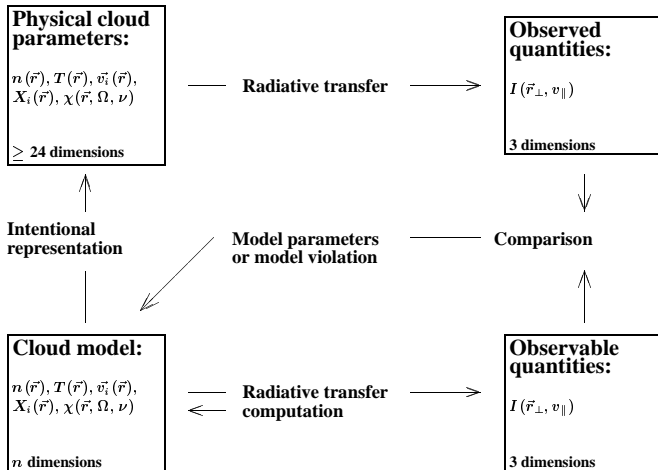 Physical cloud
parameters:
n(r⃗), T(r⃗), v⃗ᵢ(r⃗),
Xᵢ(r⃗), χ(r⃗, Ω, ν)
≥ 24 dimensions
Radiative transfer
Observed
quantities:
I(r⃗⊥, v∥)
3 dimensions
Intentional
representation
Model parameters
or model violation
Comparison
Cloud model:
n(r⃗), T(r⃗), v⃗ᵢ(r⃗),
Xᵢ(r⃗), χ(r⃗, Ω, ν)
n dimensions
Radiative transfer
computation
Observable
quantities:
I(r⃗⊥, v∥)
3 dimensions